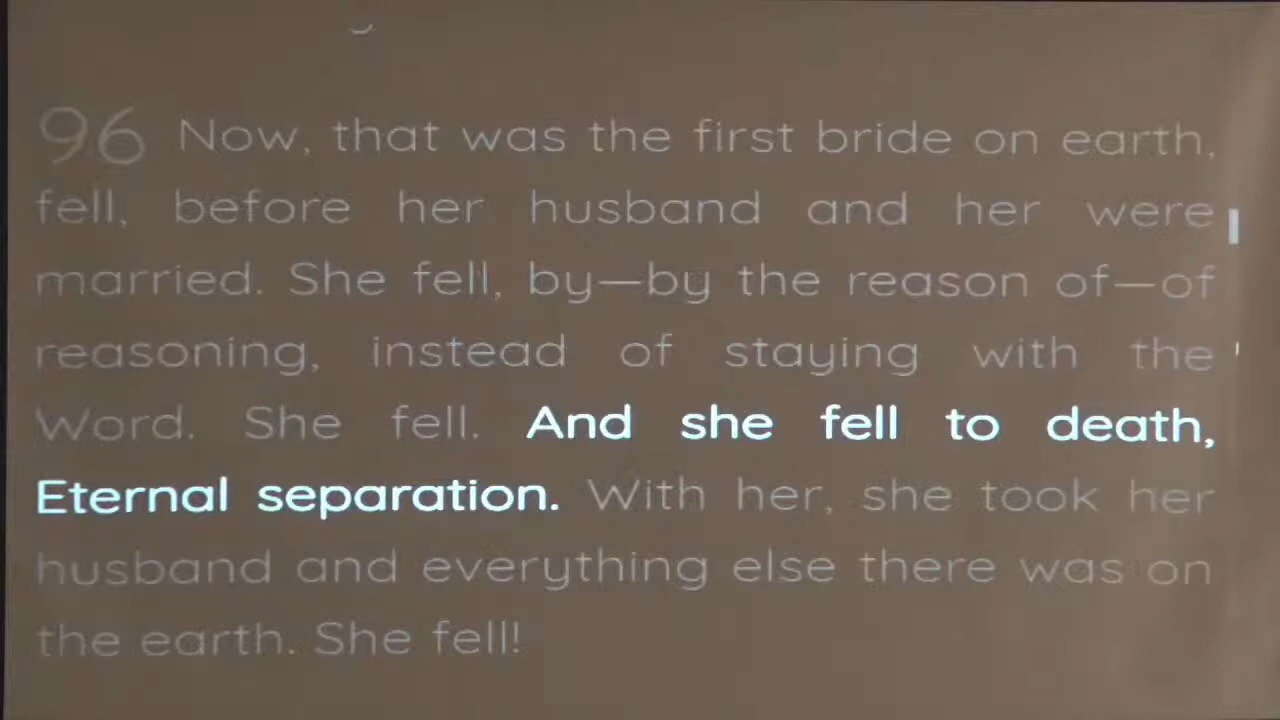 96 Now, that was the first bride on earth,
fell, before her husband and her were
married. She fell, by—by the reason of—of
reasoning, instead of staying with the
Word. She fell. And she fell to death,
Eternal separation. With her, she took her
husband and everything else there was on
the earth. She fell!